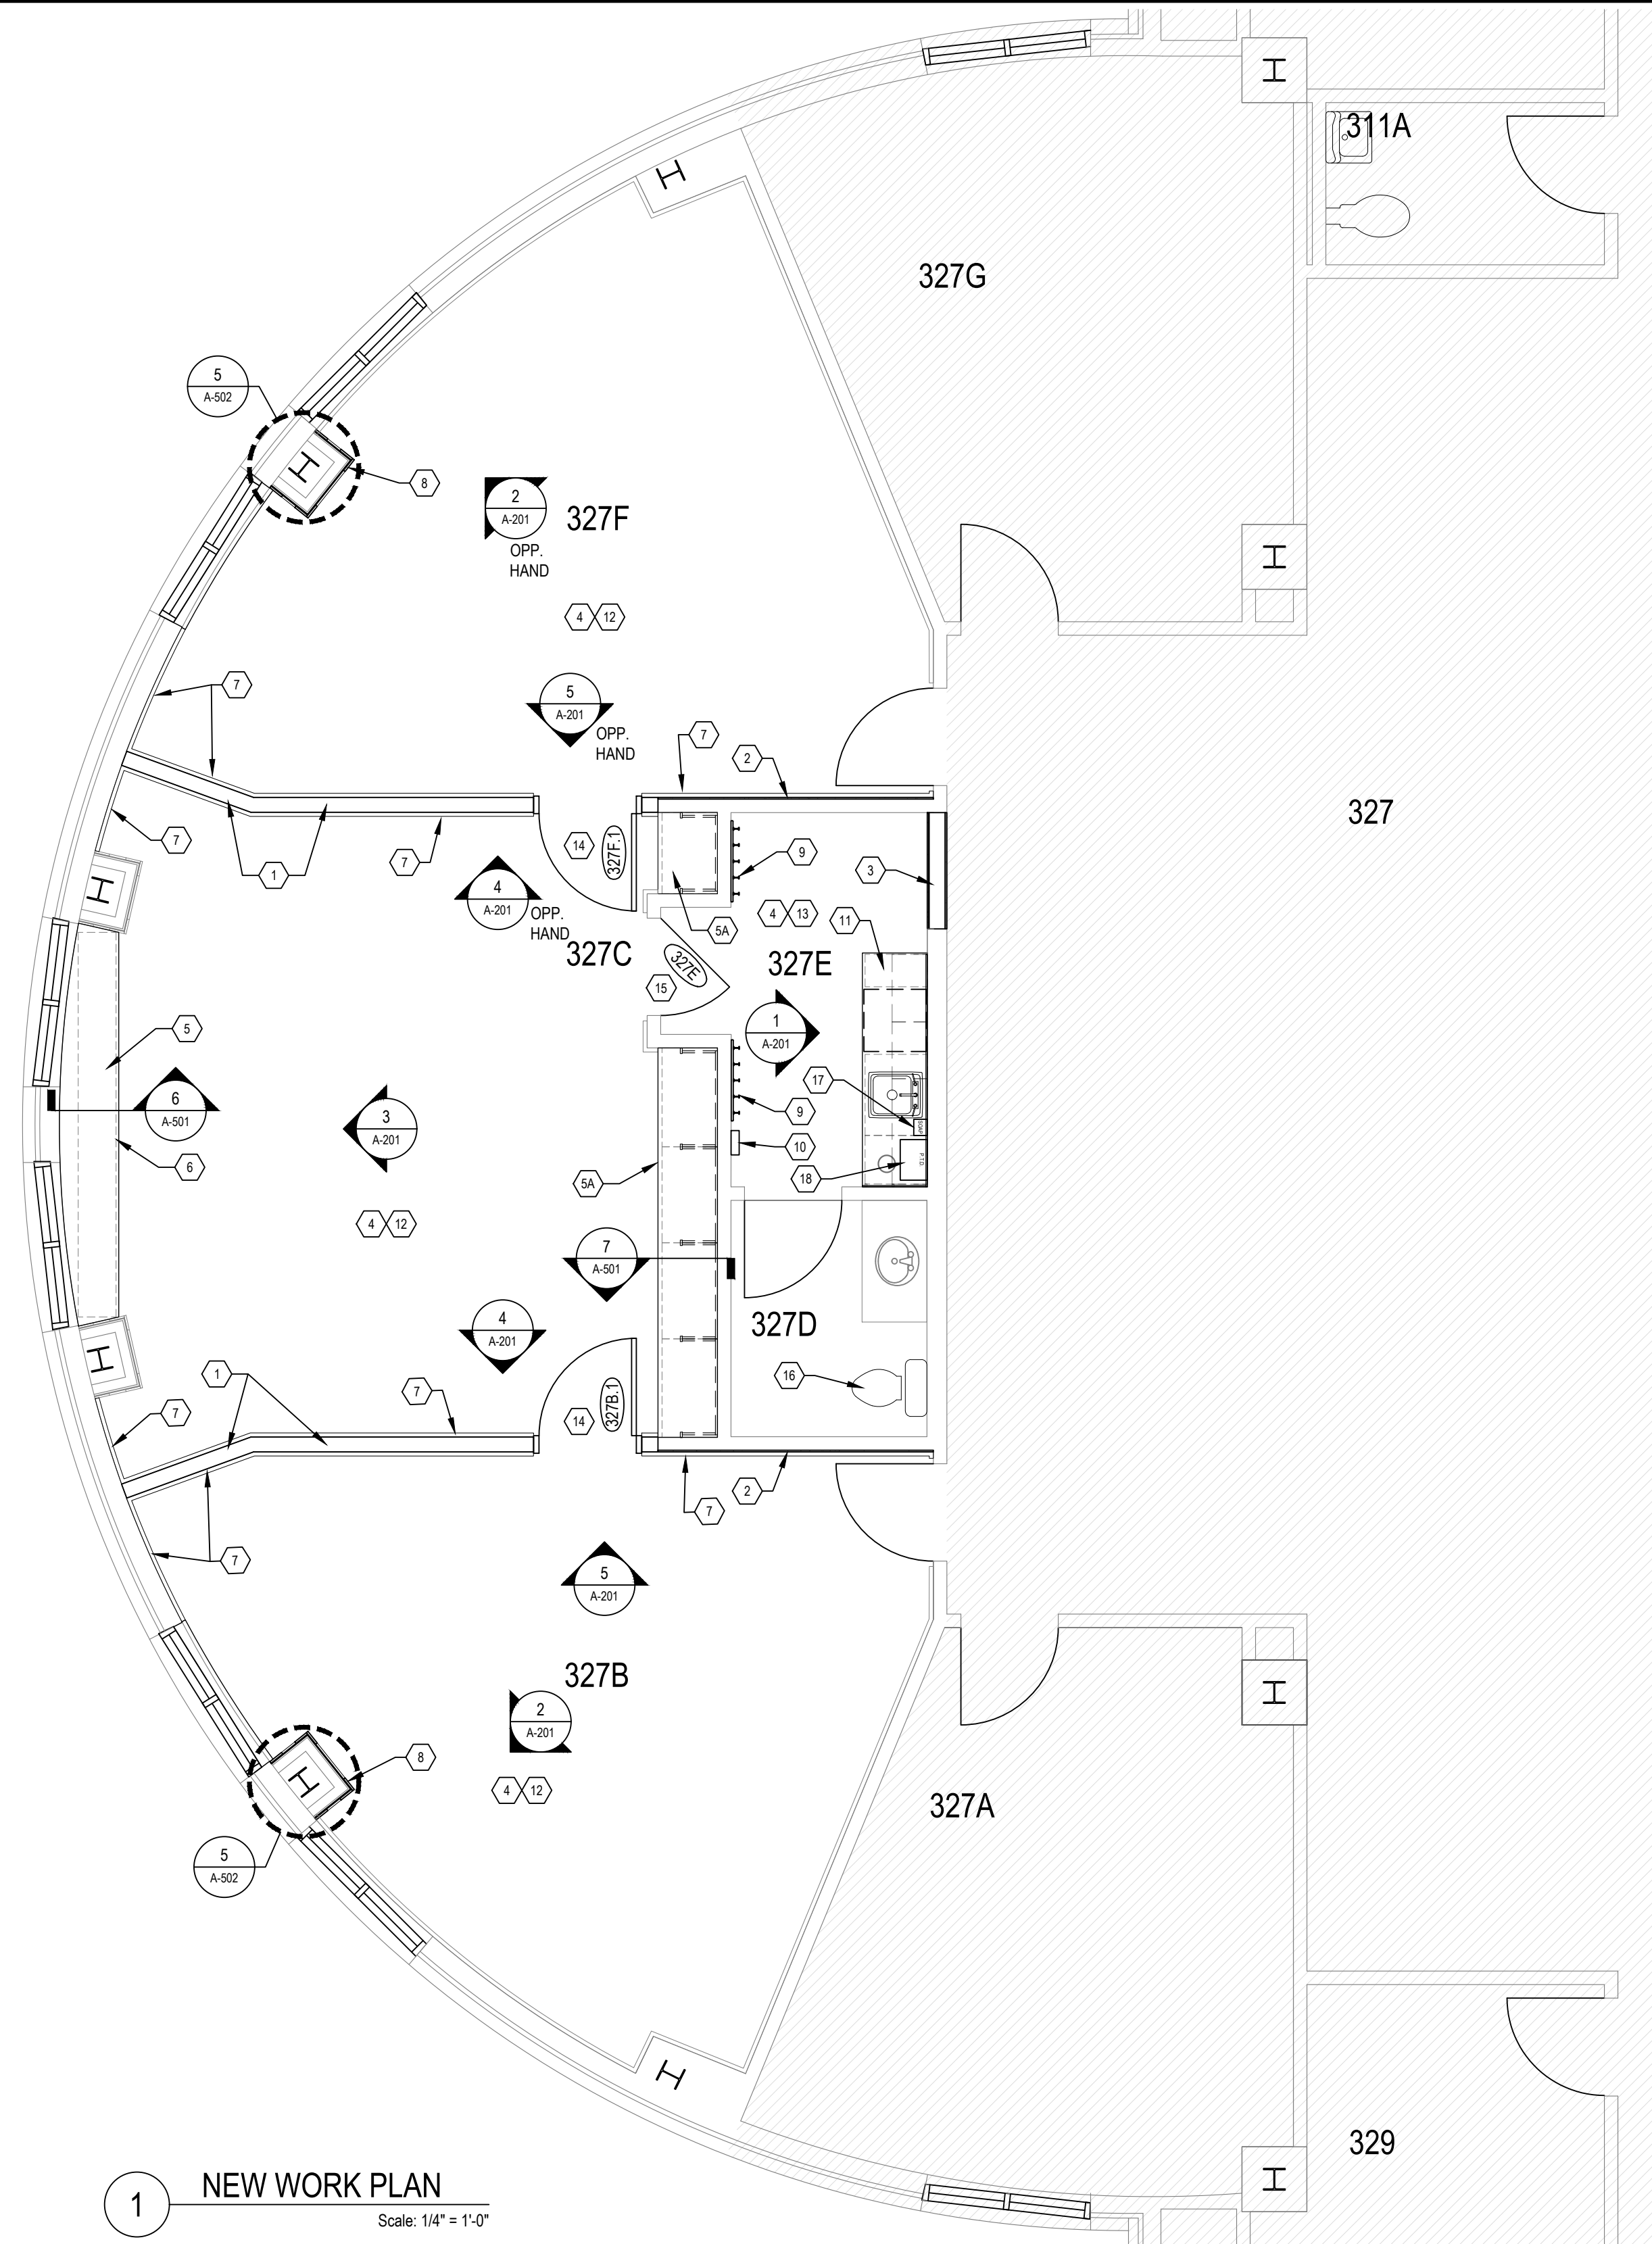 311A
327G
5
A-502
8
2
A-201
327F
OPP.
HAND
4
12
7
5
A-201
OPP.
HAND
7
2
327
7
1
7
14
327F.1
9
3
4
A-201
OPP.
HAND
327C
5A
4
13
11
327E
327E
15
1
A-201
5
6
A-501
3
A-201
17
9
SOAP
10
6
5A
18
P.T.D.
4
12
7
A-501
327D
4
A-201
1
7
16
7
14
327B.1
2
7
7
5
A-201
327B
2
A-201
8
4
12
327A
5
A-502
329
1
NEW WORK PLAN
Scale: 1/4" = 1'-0"